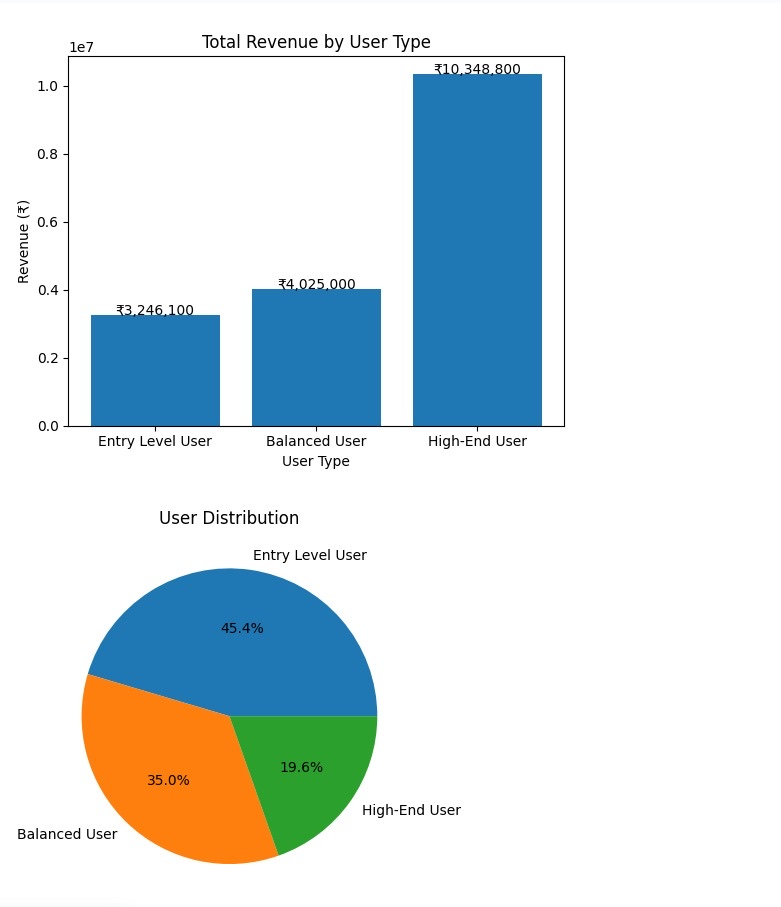 Total Revenue by User Type
1e7
₹10,348,800
1.0
0.8
0.6
Revenue (₹)
₹4,025,000
0.4
₹3,246,100
0.2
0.0
Entry Level User Balanced User High-End User
User Type
User Distribution
Entry Level User
45.4%
19.6%
35.0%
High-End User
Balanced User